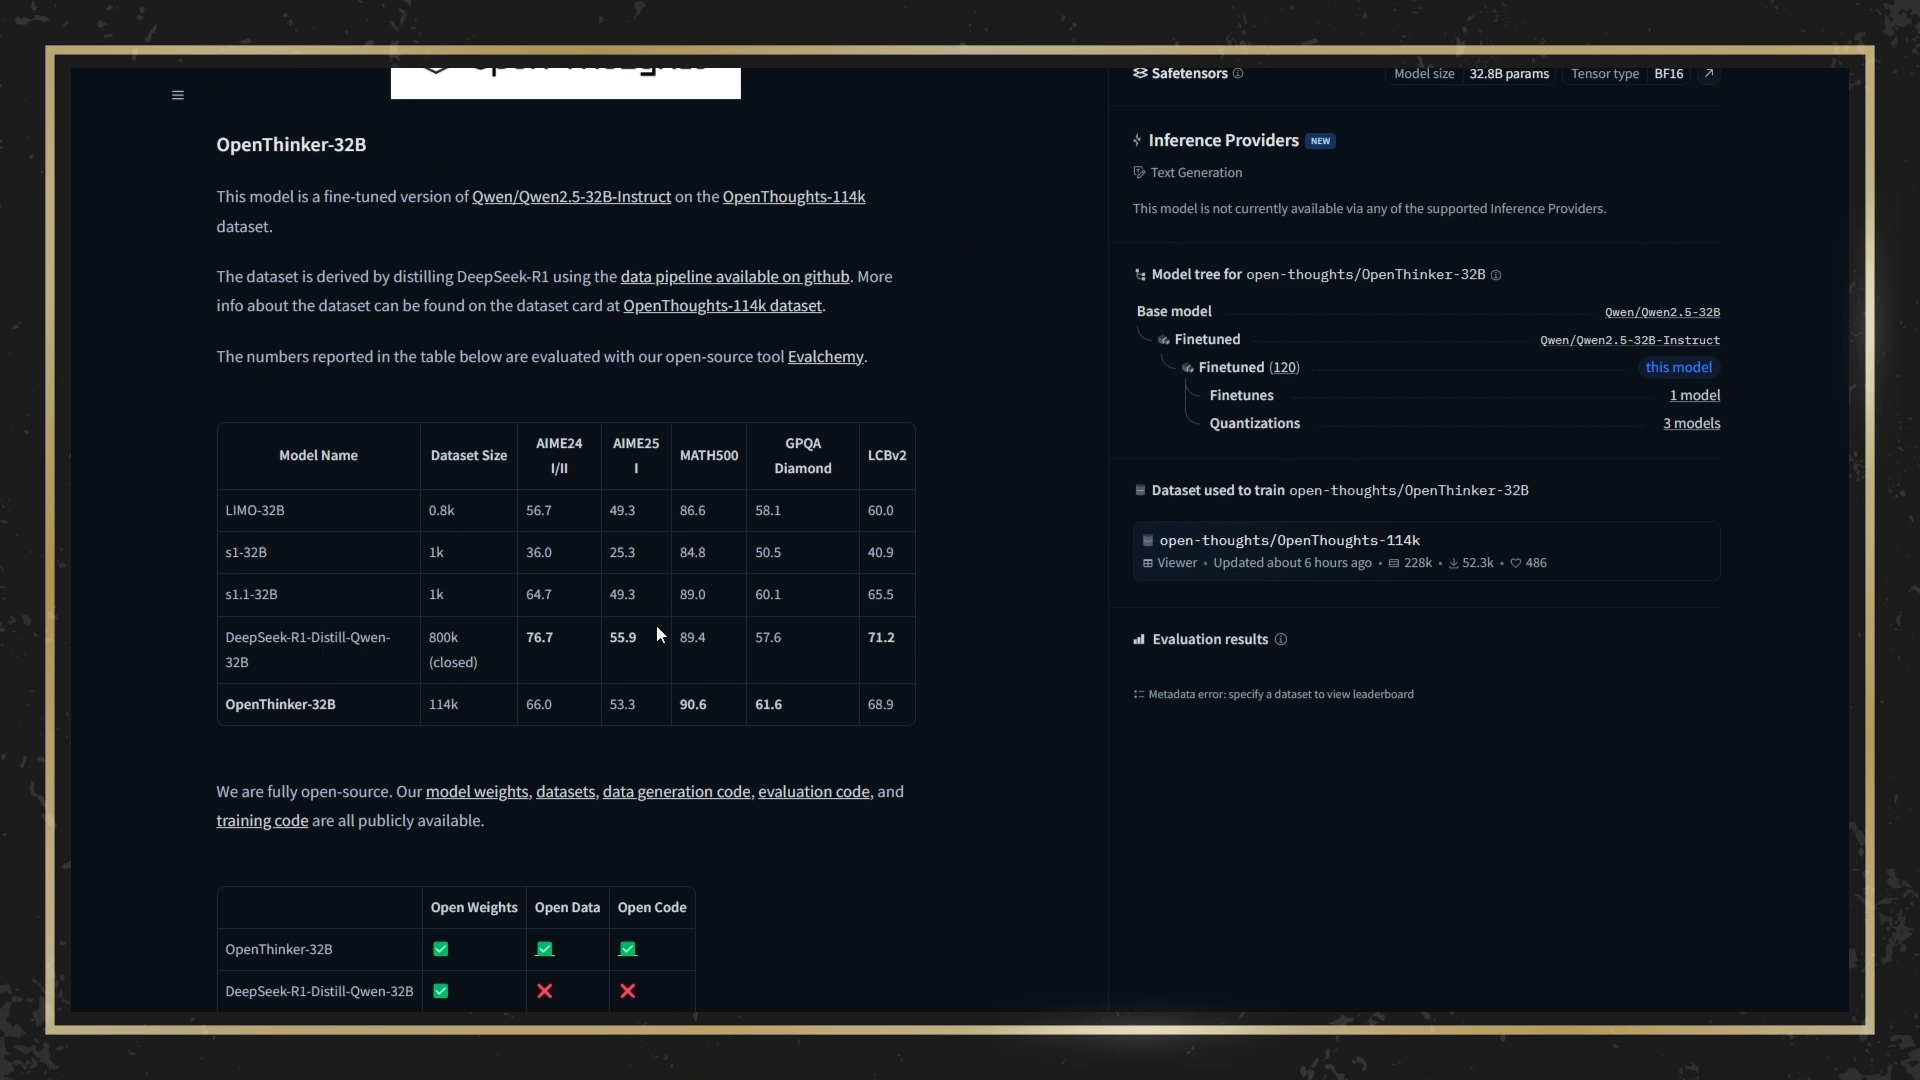 OpenThinker-32B
This model is a fine-tuned version of Qwen/Qwen2.5-32B-Instruct on the OpenThoughts-114k
dataset.
The dataset is derived by distilling DeepSeek-R1 using the data pipeline available on github. More
info about the dataset can be found on the dataset card at OpenThoughts-114k dataset.
The numbers reported in the table below are evaluated with our open-source tool Evalchemy.
Model Name Dataset Size AIME24 I/II AIME25 I MATH500 GPQA Diamond LCBv2
LIMO-32B 0.8k 56.7 49.3 86.6 58.1 60.0
s1-32B 1k 36.0 25.3 84.8 50.5 40.9
s1.1-32B 1k 64.7 49.3 89.0 60.1 65.5
DeepSeek-R1-Distill-Qwen-32B 800k (closed) 76.7 55.9 89.4 57.6 71.2
OpenThinker-32B 114k 66.0 53.3 90.6 61.6 68.9
We are fully open-source. Our model weights, datasets, data generation code, evaluation code, and
training code are all publicly available.
Open Weights Open Data Open Code
OpenThinker-32B ✅ ✅ ✅
DeepSeek-R1-Distill-Qwen-32B ✅ ❌ ❌
Safetensors Model size 32.8B params Tensor type BF16
Inference Providers NEW
Text Generation
This model is not currently available via any of the supported Inference Providers.
Model tree for open-thoughts/OpenThinker-32B
Base model Qwen/Qwen2.5-32B
Finetuned Qwen/Qwen2.5-32B-Instruct
Finetuned (120) this model
Finetunes 1 model
Quantizations 3 models
Dataset used to train open-thoughts/OpenThinker-32B
open-thoughts/OpenThoughts-114k
Viewer • Updated about 6 hours ago • 228k • 52.3k • 486
Evaluation results
Metadata error: specify a dataset to view leaderboard